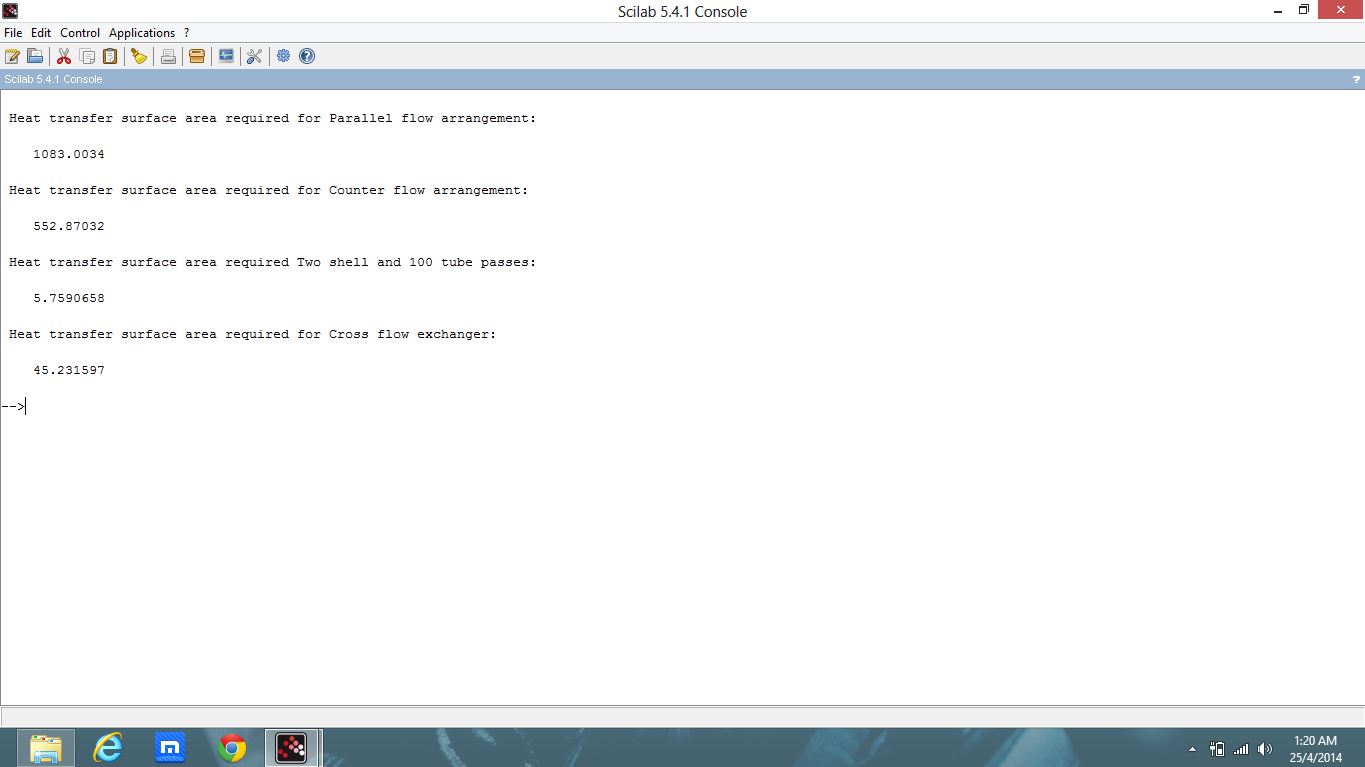 Scilab 5.4.1 Console
File Edit Control Applications ?
Scilab 5.4.1 Console ?
Heat transfer surface area required for Parallel flow arrangement:
1083.0034
Heat transfer surface area required for Counter flow arrangement:
552.87032
Heat transfer surface area required Two shell and 100 tube passes:
5.7590658
Heat transfer surface area required for Cross flow exchanger:
45.231597
-->
1:20 AM
25/4/2014